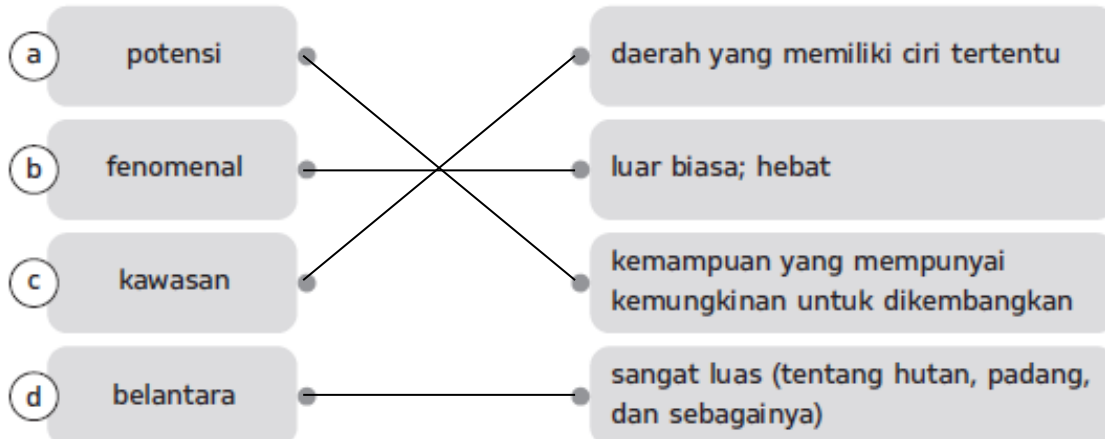 a potensi daerah yang memiliki ciri tertentu
b fenomenal luar biasa; hebat
c kawasan kemampuan yang mempunyai
kemungkinan untuk dikembangkan
d belantara sangat luas (tentang hutan, padang,
dan sebagainya)